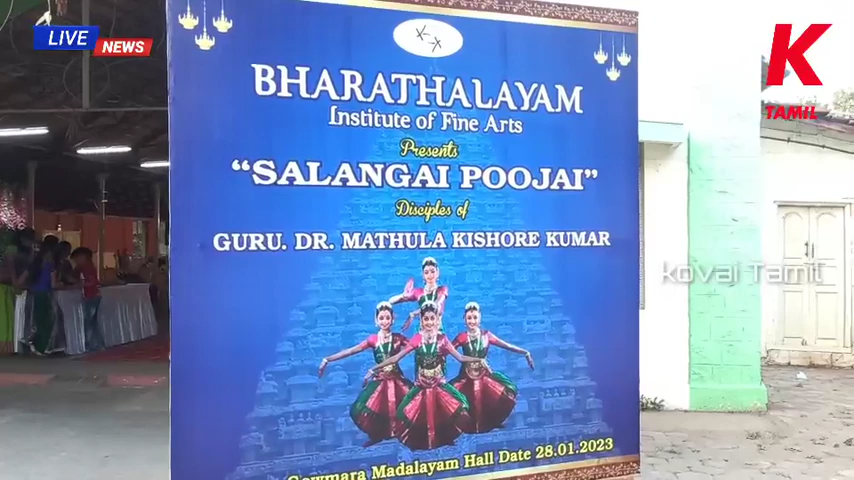 LIVE NEWS
K
TAMIL
BHARATHALAYAM
Institute of Fine Arts
Presents
"SALANGAI POOJAI"
Disciples of
GURU. DR. MATHULA KISHORE KUMAR
kovai Tamil
Gowmara Madalayam Hall Date 28.01.2023